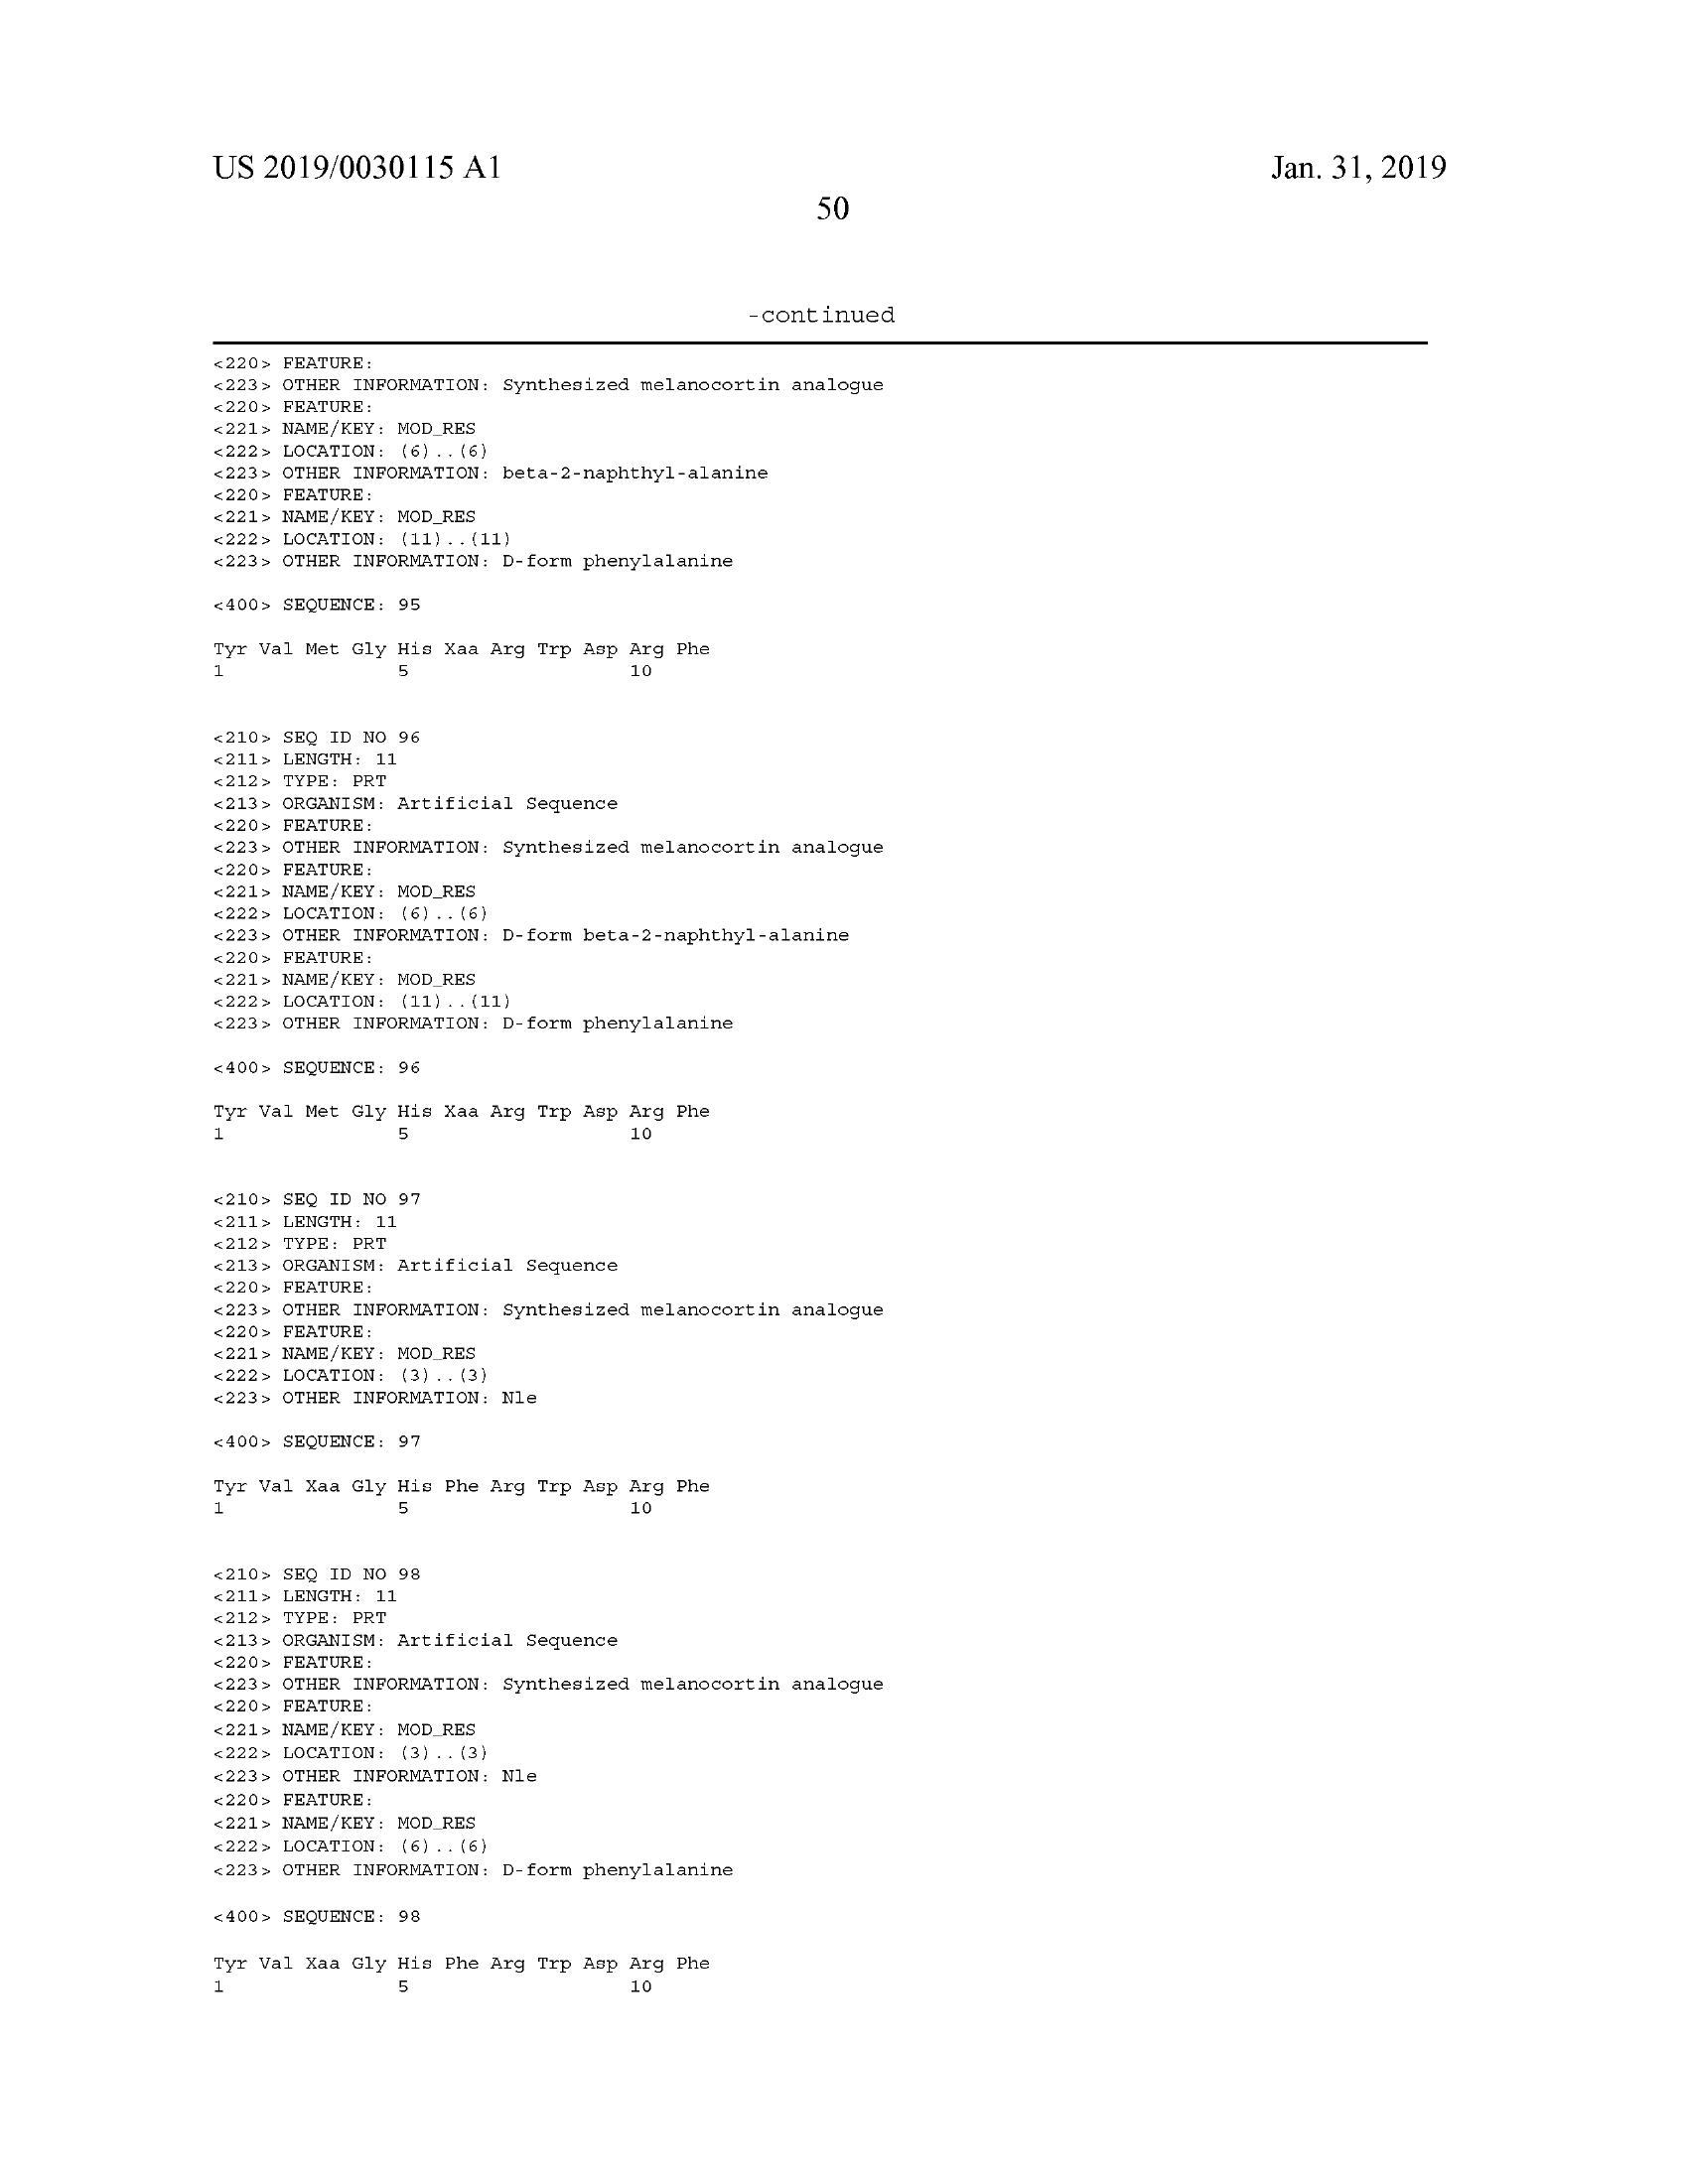 US 2019/0030115 A1
Jan. 31, 2019
50
-continued
<220> FEATURE:
<223> OTHER INFORMATION: Synthesized melanocortin analogue
<220> FEATURE:
<221> NAME/KEY: MOD_RES
<222> LOCATION: (6)..(6)
<223> OTHER INFORMATION: beta-2-naphthyl-alanine
<220> FEATURE:
<221> NAME/KEY: MOD_RES
<222> LOCATION: (11)..(11)
<223> OTHER INFORMATION: D-form phenylalanine
<400> SEQUENCE: 95
Tyr Val Met Gly His Xaa Arg Trp Asp Arg Phe
1 5 10
<210> SEQ ID NO 96
<211> LENGTH: 11
<212> TYPE: PRT
<213> ORGANISM: Artificial Sequence
<220> FEATURE:
<223> OTHER INFORMATION: Synthesized melanocortin analogue
<220> FEATURE:
<221> NAME/KEY: MOD_RES
<222> LOCATION: (6)..(6)
<223> OTHER INFORMATION: D-form beta-2-naphthyl-alanine
<220> FEATURE:
<221> NAME/KEY: MOD_RES
<222> LOCATION: (11)..(11)
<223> OTHER INFORMATION: D-form phenylalanine
<400> SEQUENCE: 96
Tyr Val Met Gly His Xaa Arg Trp Asp Arg Phe
1 5 10
<210> SEQ ID NO 97
<211> LENGTH: 11
<212> TYPE: PRT
<213> ORGANISM: Artificial Sequence
<220> FEATURE:
<223> OTHER INFORMATION: Synthesized melanocortin analogue
<220> FEATURE:
<221> NAME/KEY: MOD_RES
<222> LOCATION: (3)..(3)
<223> OTHER INFORMATION: Nle
<400> SEQUENCE: 97
Tyr Val Xaa Gly His Phe Arg Trp Asp Arg Phe
1 5 10
<210> SEQ ID NO 98
<211> LENGTH: 11
<212> TYPE: PRT
<213> ORGANISM: Artificial Sequence
<220> FEATURE:
<223> OTHER INFORMATION: Synthesized melanocortin analogue
<220> FEATURE:
<221> NAME/KEY: MOD_RES
<222> LOCATION: (3)..(3)
<223> OTHER INFORMATION: Nle
<220> FEATURE:
<221> NAME/KEY: MOD_RES
<222> LOCATION: (6)..(6)
<223> OTHER INFORMATION: D-form phenylalanine
<400> SEQUENCE: 98
Tyr Val Xaa Gly His Phe Arg Trp Asp Arg Phe
1 5 10